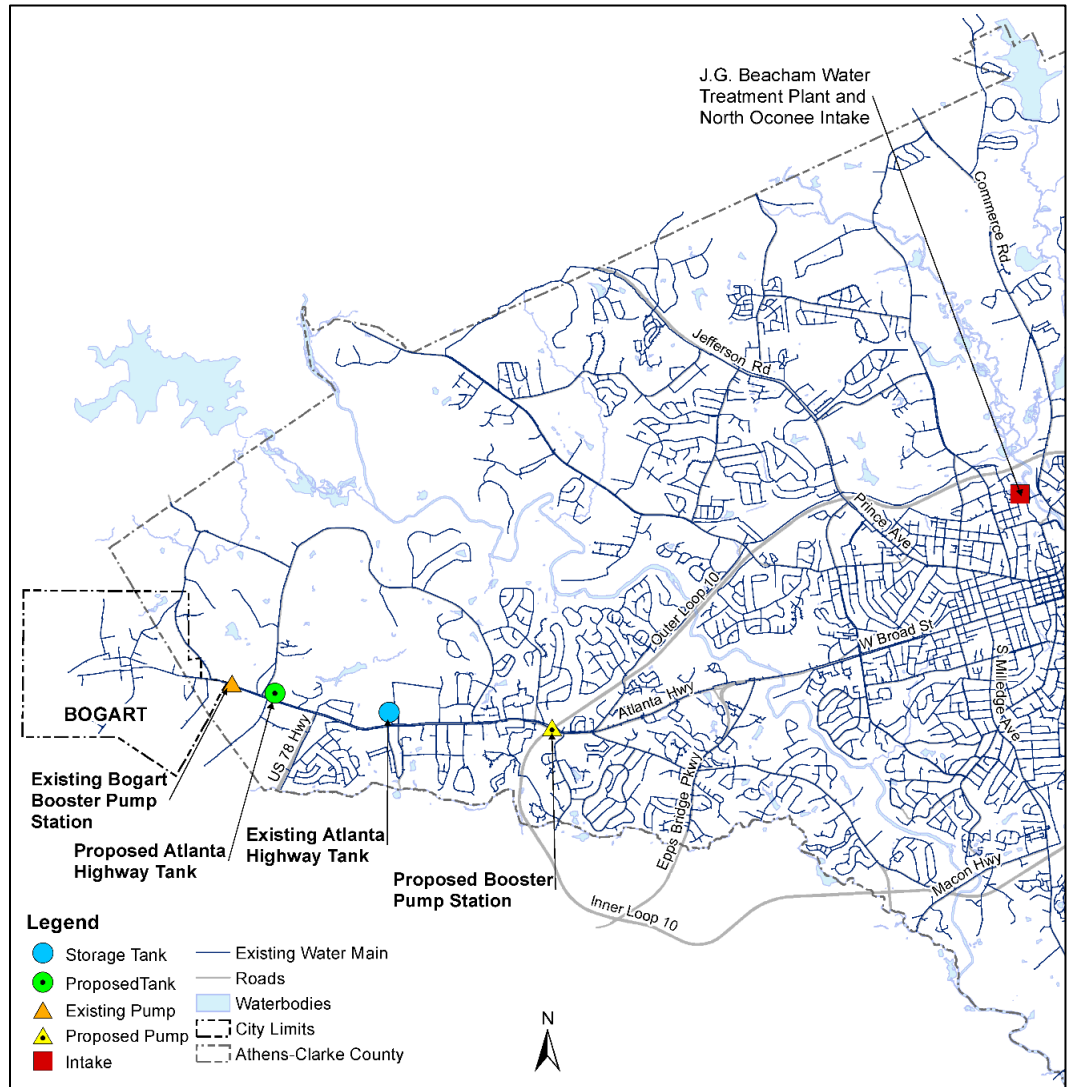 J.G. Beacham Water
Treatment Plant and
North Oconee Intake
Commerce Rd.
Jefferson Rd
Prince Ave
Outer Loop 10
W Broad St
S Milledge Ave
Atlanta Hwy
BOGART
US 78 Hwy
Epps Bridge Pkwy
Existing Bogart
Booster Pump
Station
Proposed Atlanta
Highway Tank
Existing Atlanta
Highway Tank
Proposed Booster
Pump Station
Macon Hwy
Inner Loop 10
Legend
Storage Tank
ProposedTank
Existing Pump
Proposed Pump
Intake
Existing Water Main
Roads
Waterbodies
City Limits
Athens-Clarke County
N